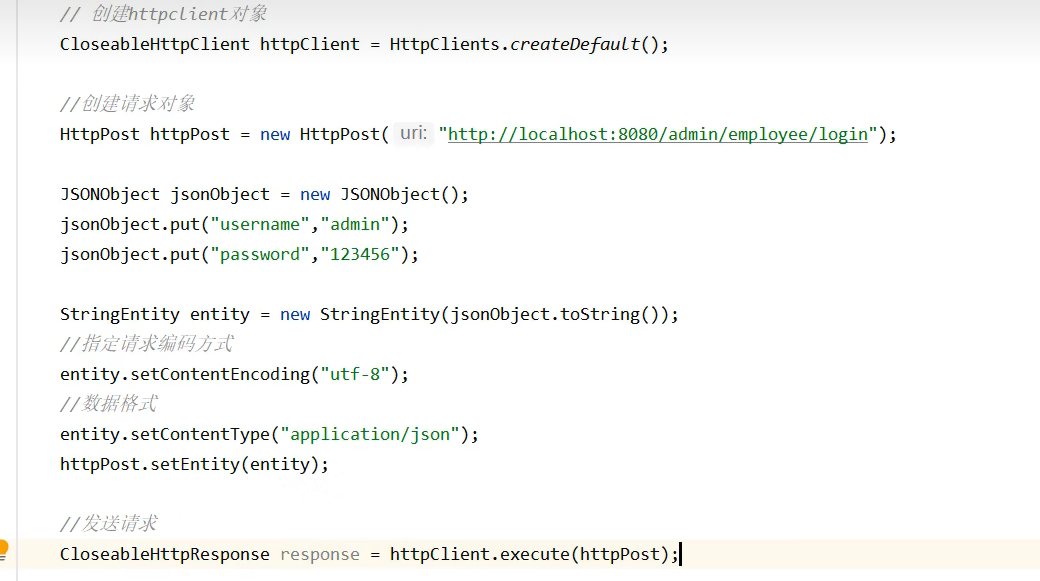 // 创建httpclient对象
CloseableHttpClient httpClient = HttpClients.createDefault();
//创建请求对象
HttpPost httpPost = new HttpPost( uri: "http://localhost:8080/admin/employee/login");
JSONObject jsonObject = new JSONObject();
jsonObject.put("username","admin");
jsonObject.put("password","123456");
StringEntity entity = new StringEntity(jsonObject.toString());
//指定请求编码方式
entity.setContentEncoding("utf-8");
//数据格式
entity.setContentType("application/json");
httpPost.setEntity(entity);
//发送请求
CloseableHttpResponse response = httpClient.execute(httpPost);